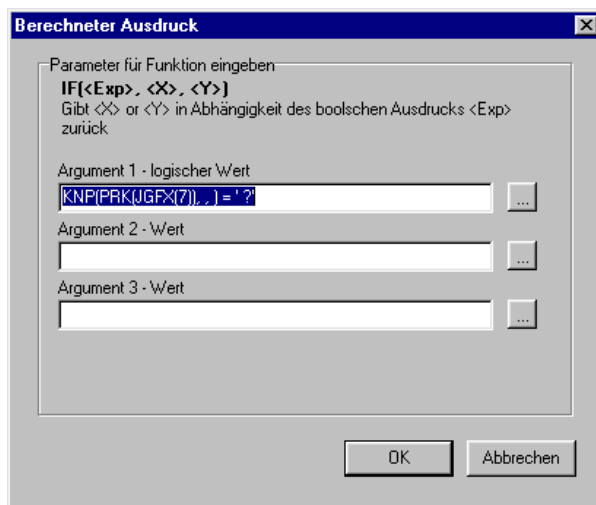 Berechneter Ausdruck
Parameter für Funktion eingeben
IF(<Exp>, <X>, <Y>)
Gibt <X> or <Y> in Abhängigkeit des boolschen Ausdrucks <Exp>
zurück
Argument 1 - logischer Wert
KNP(PRK(JGFX(7)), , ) = ' ?'
...
Argument 2 - Wert
...
Argument 3 - Wert
...
OK
Abbrechen